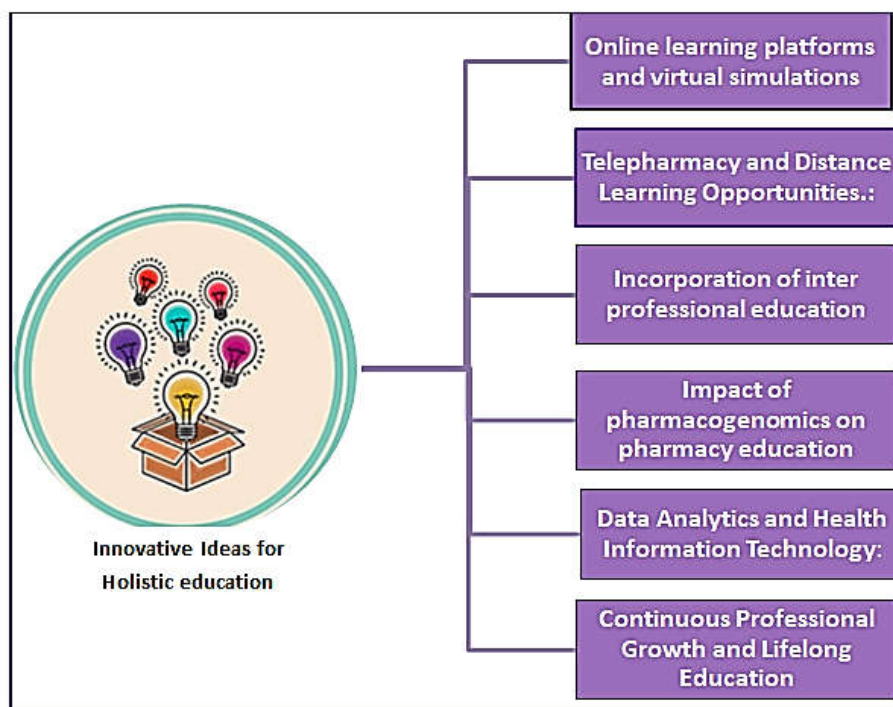 Online learning platforms
and virtual simulations
Telepharmacy and Distance
Learning Opportunities.:
Incorporation of inter
professional education
Impact of
pharmacogenomics on
pharmacy education
Data Analytics and Health
Information Technology:
Continuous Professional
Growth and Lifelong
Education
Innovative Ideas for
Holistic education